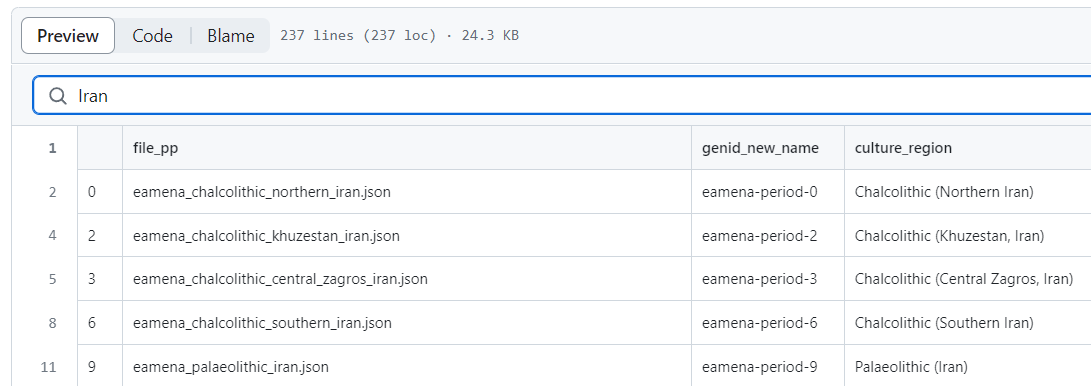 Preview Code Blame 237 lines (237 loc) · 24.3 KB
Iran
1 file_pp genid_new_name culture_region
2 0 eamena_chalcolithic_northern_iran.json eamena-period-0 Chalcolithic (Northern Iran)
4 2 eamena_chalcolithic_khuzestan_iran.json eamena-period-2 Chalcolithic (Khuzestan, Iran)
5 3 eamena_chalcolithic_central_zagros_iran.json eamena-period-3 Chalcolithic (Central Zagros, Iran)
8 6 eamena_chalcolithic_southern_iran.json eamena-period-6 Chalcolithic (Southern Iran)
11 9 eamena_palaeolithic_iran.json eamena-period-9 Palaeolithic (Iran)